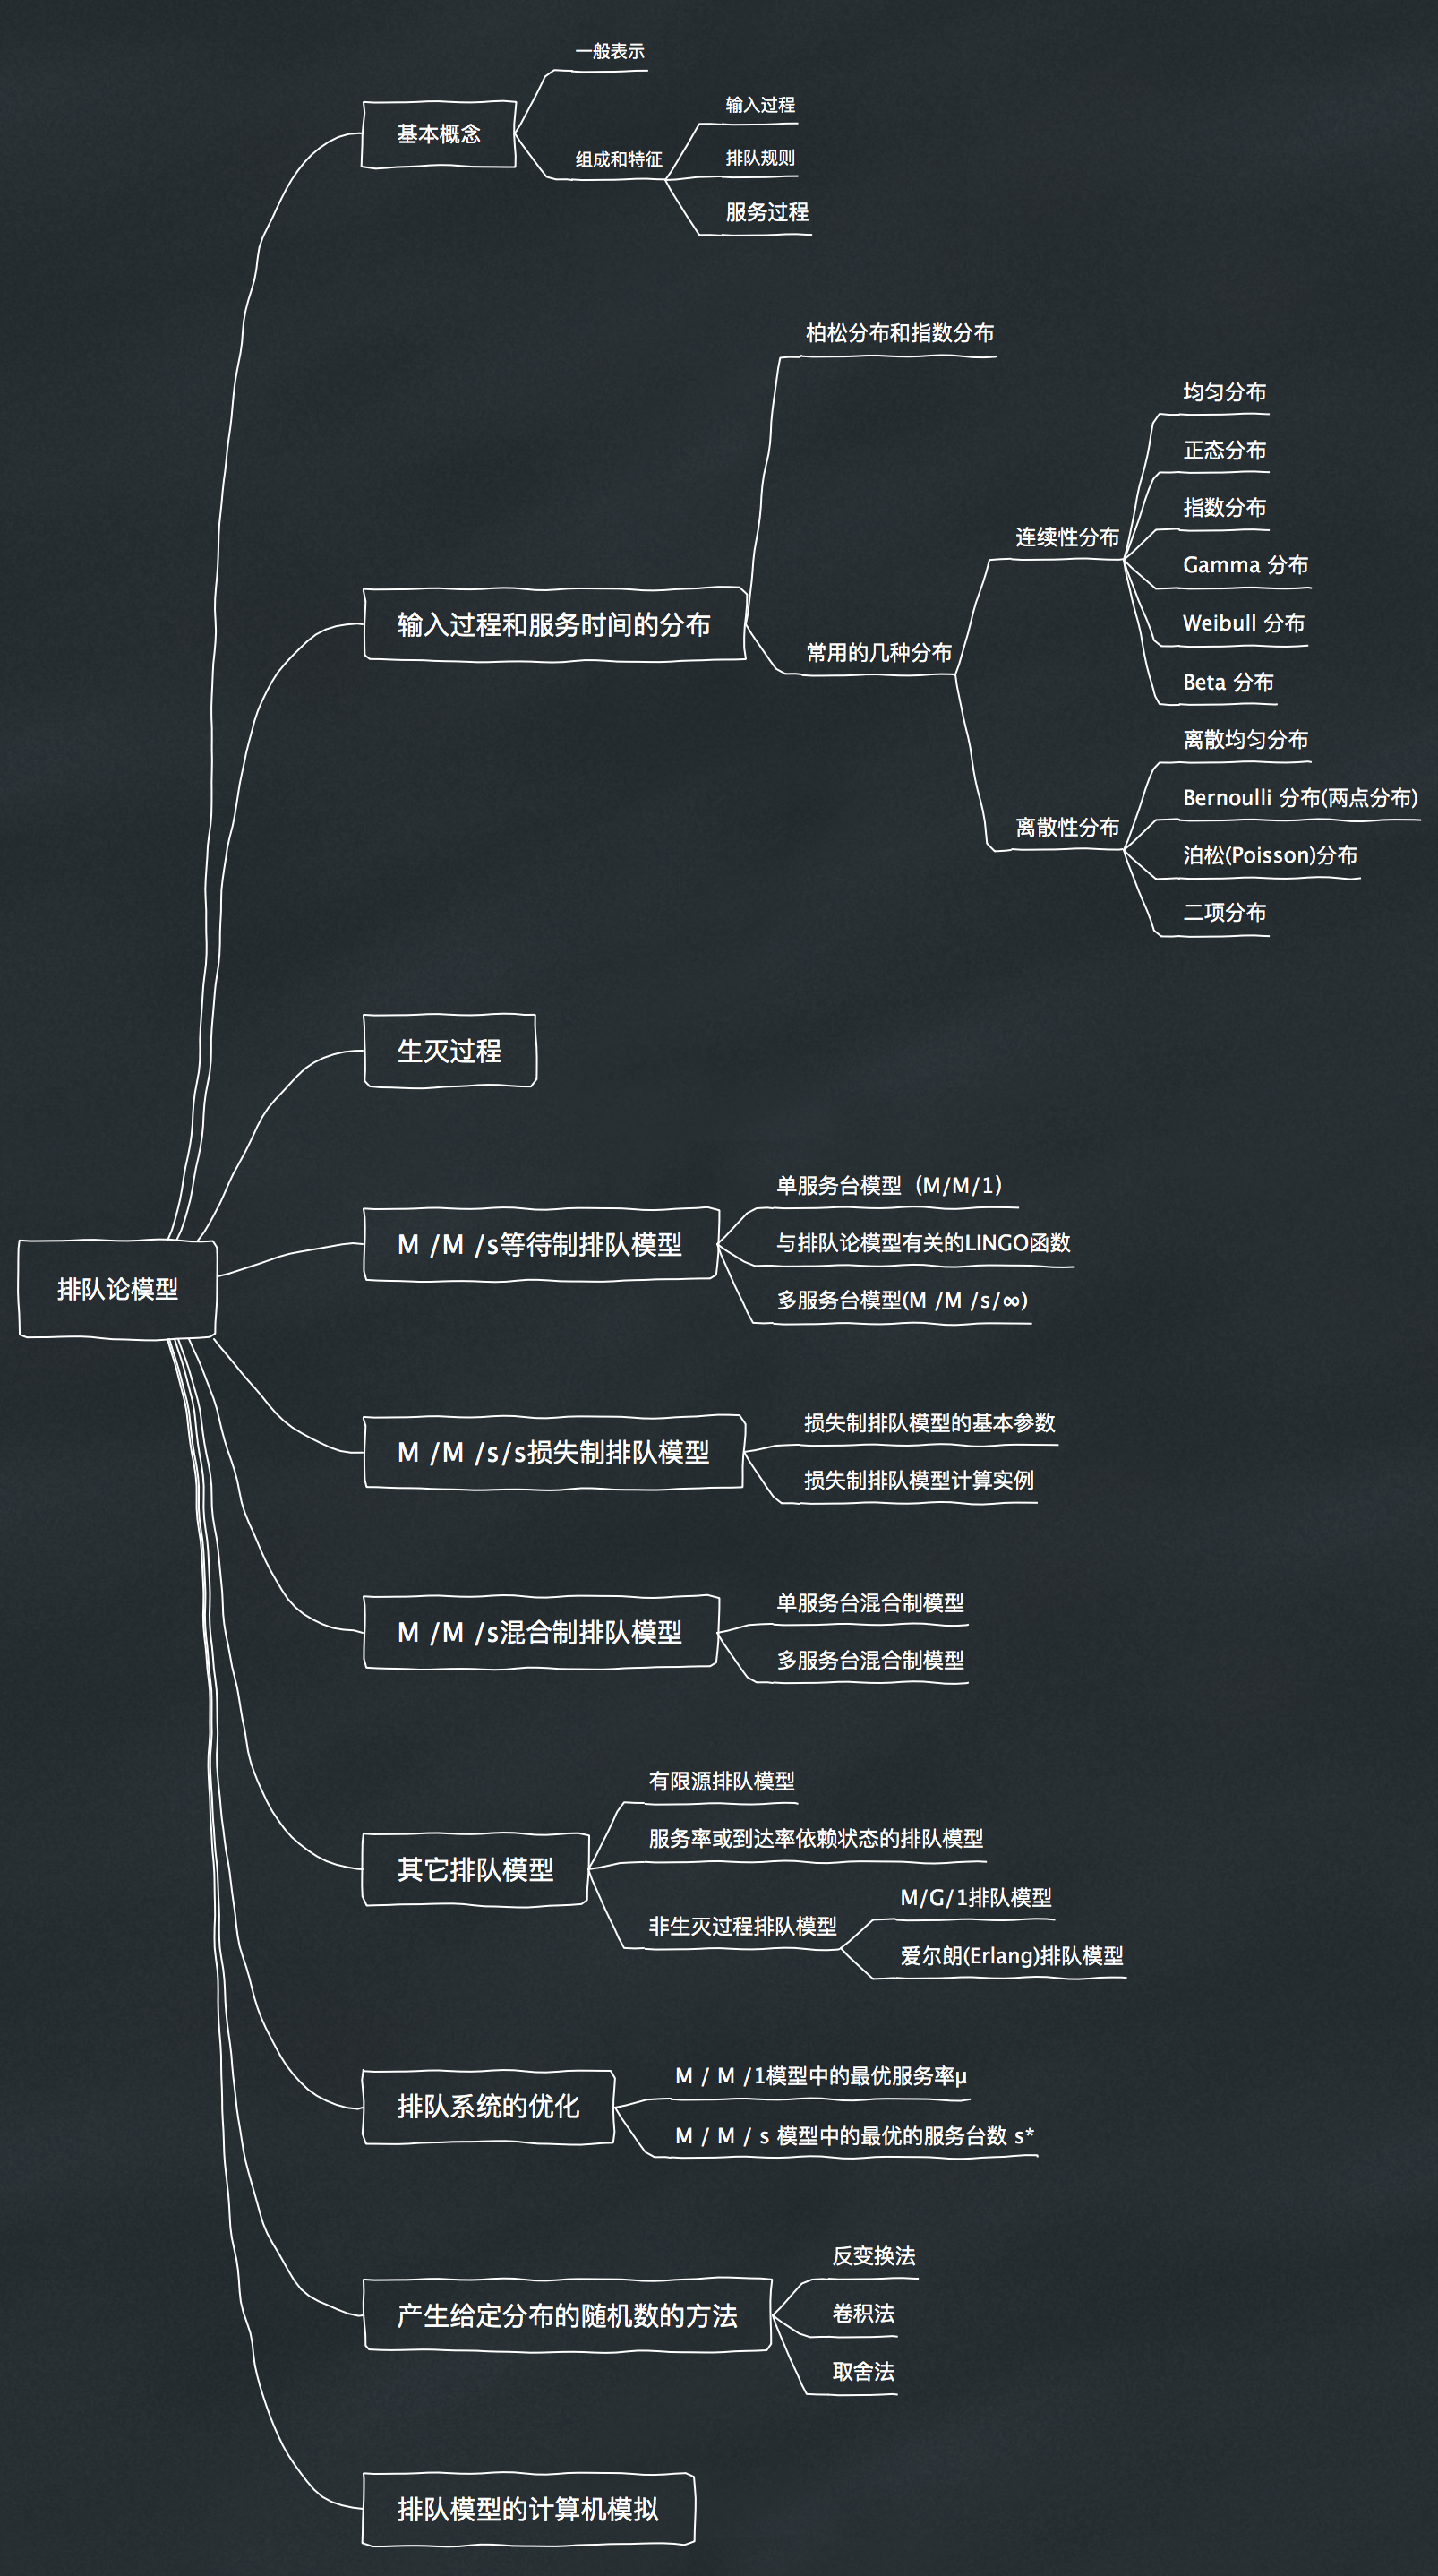 一般表示
输入过程
基本概念
组成和特征
排队规则
服务过程
柏松分布和指数分布
均匀分布
正态分布
指数分布
连续性分布
Gamma 分布
输入过程和服务时间的分布
Weibull 分布
常用的几种分布
Beta 分布
离散均匀分布
Bernoulli 分布(两点分布)
离散性分布
泊松(Poisson)分布
二项分布
生灭过程
单服务台模型（M/M/1）
M /M /s等待制排队模型
与排队论模型有关的LINGO函数
多服务台模型(M /M /s/∞)
排队论模型
损失制排队模型的基本参数
M /M /s/s损失制排队模型
损失制排队模型计算实例
单服务台混合制模型
M /M /s混合制排队模型
多服务台混合制模型
有限源排队模型
服务率或到达率依赖状态的排队模型
其它排队模型
M/G/1排队模型
非生灭过程排队模型
爱尔朗(Erlang)排队模型
M / M /1模型中的最优服务率μ
排队系统的优化
M / M / s 模型中的最优的服务台数 s*
反变换法
产生给定分布的随机数的方法
卷积法
取舍法
排队模型的计算机模拟